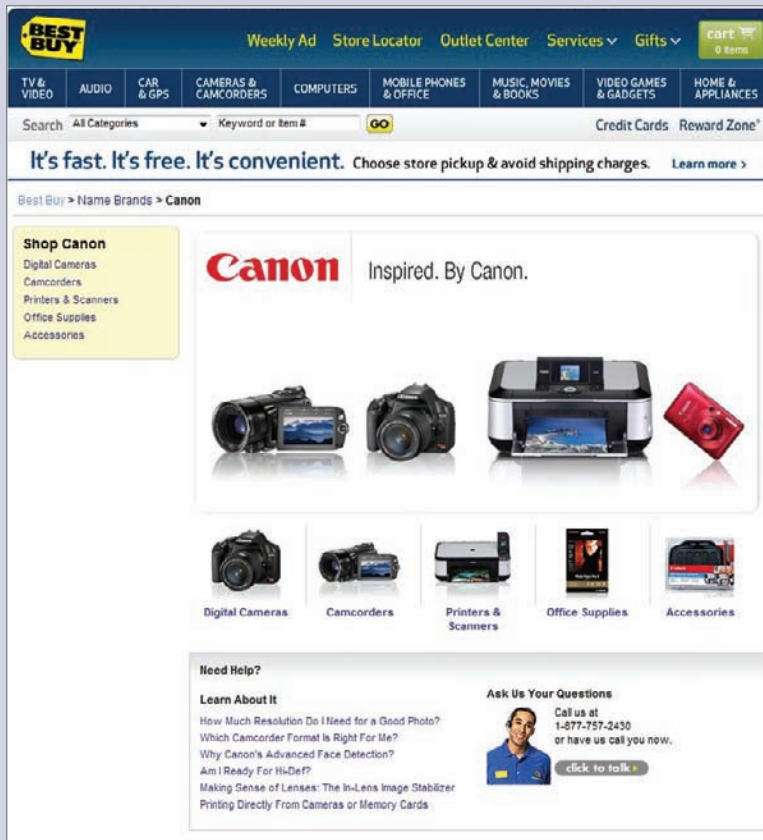 BEST
BUY
Weekly Ad Store Locator Outlet Center Services Gifts
cart
0 items
TV &
VIDEO
AUDIO
CAR
& GPS
CAMERAS &
CAMCORDERS
COMPUTERS
MOBILE PHONES
& OFFICE
MUSIC, MOVIES
& BOOKS
VIDEO GAMES
& GADGETS
HOME &
APPLIANCES
Search All Categories Keyword or Item # GO Credit Cards Reward Zone®
It's fast. It's free. It's convenient. Choose store pickup & avoid shipping charges. Learn more >
Best Buy > Name Brands > Canon
Shop Canon
Digital Cameras
Camcorders
Printers & Scanners
Office Supplies
Accessories
Canon Inspired. By Canon.
Digital Cameras
Camcorders
Printers &
Scanners
Office Supplies
Accessories
Need Help?
Learn About It
How Much Resolution Do I Need for a Good Photo?
Which Camcorder Format Is Right For Me?
Why Canon's Advanced Face Detection?
Am I Ready For Hi-Def?
Making Sense of Lenses: The In-Lens Image Stabilizer
Printing Directly From Cameras or Memory Cards
Ask Us Your Questions
Call us at
1-877-757-2430
or have us call you now.
click to talk